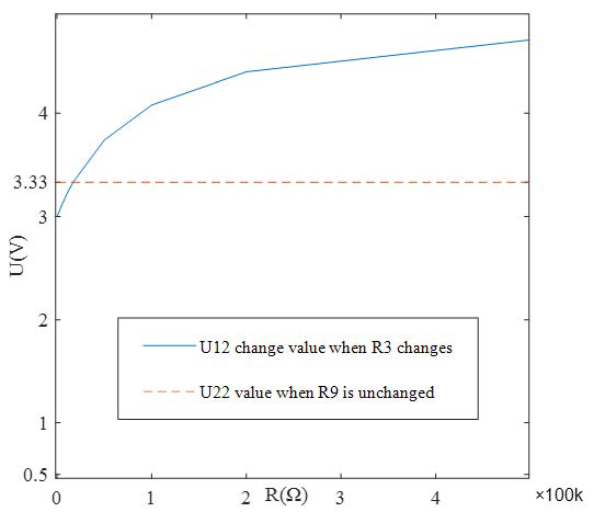 4
3.33
3
U(V)
2
U12 change value when R3 changes
U22 value when R9 is unchanged
1
0.5
0 1 2 R(Ω) 3 4 ×100k